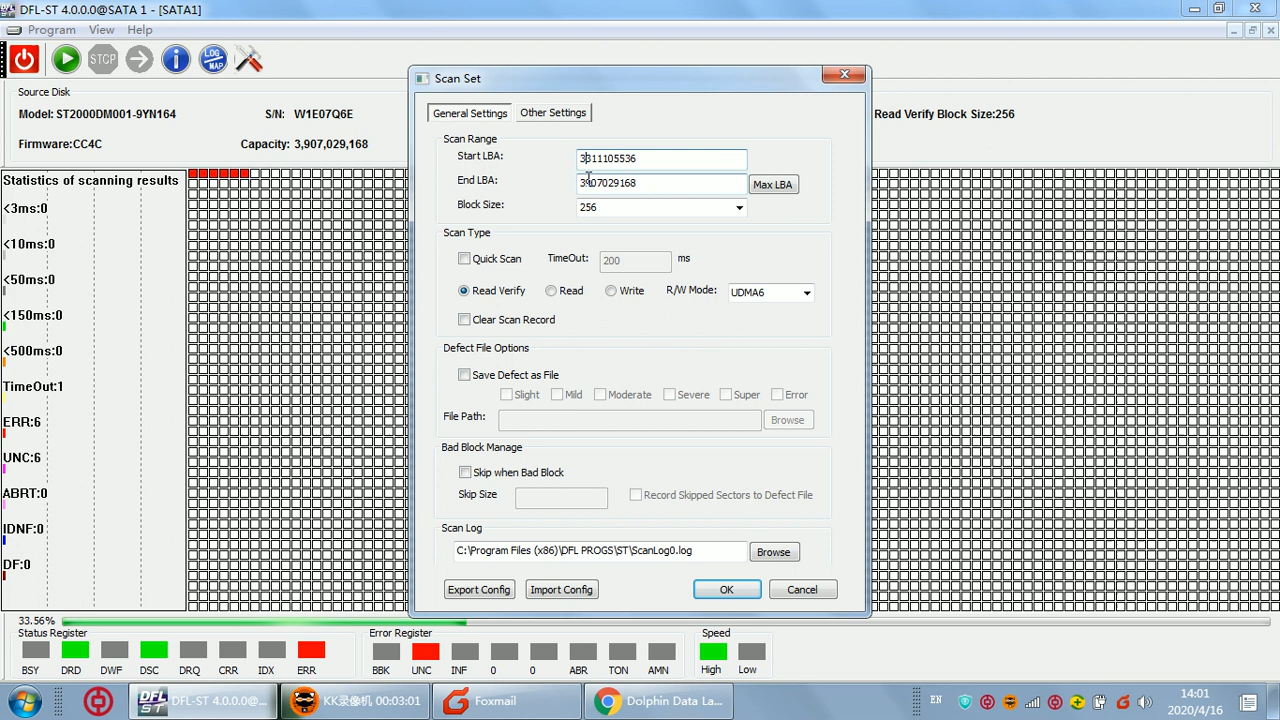 DFL-ST 4.0.0.0@SATA 1 - [SATA1]
Program View Help
STCP
LOG MAP
Source Disk
Model: ST2000DM001-9YN164 S/N: W1E07Q6E
Read Verify Block Size:256
Firmware:CC4C Capacity: 3,907,029,168
Statistics of scanning results
<3ms:0
<10ms:0
<50ms:0
<150ms:0
<500ms:0
TimeOut:1
ERR:6
UNC:6
ABRT:0
IDNF:0
DF:0
Scan Set
General Settings Other Settings
Scan Range
Start LBA: 3311105536
End LBA: 3907029168 Max LBA
Block Size: 256
Scan Type
Quick Scan TimeOut: 200 ms
Read Verify Read Write R/W Mode: UDMA6
Clear Scan Record
Defect File Options
Save Defect as File
Slight Mild Moderate Severe Super Error
File Path: Browse
Bad Block Manage
Skip when Bad Block
Skip Size Record Skipped Sectors to Defect File
Scan Log
C:\Program Files (x86)\DFL PROGS\ST\ScanLog0.log Browse
Export Config Import Config OK Cancel
33.56%
Status Register Error Register Speed
BSY DRD DWF DSC DRQ CRR IDX ERR BBK UNC INF 0 0 ABR TON AMN High Low
DFL-ST DFL-ST 4.0.0.0@... KK录像机 00:03:01 Foxmail Dolphin Data La... EN 14:01
2020/4/16